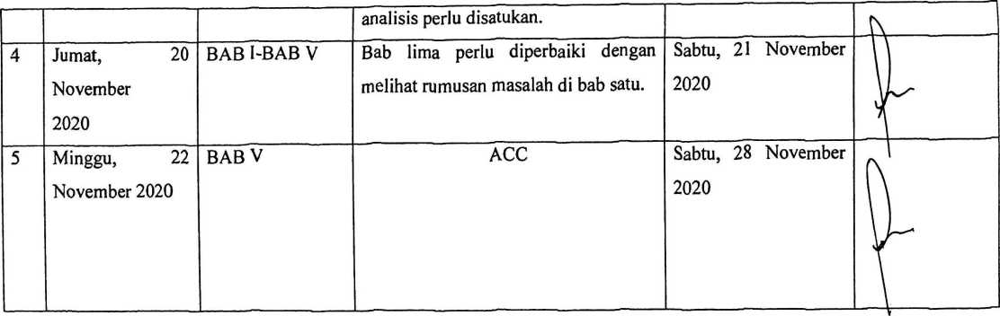 analisis perlu disatukan.
4 Jumat, 20 BAB I-BAB V Bab lima perlu diperbaiki dengan Sabtu, 21 November
November melihat rumusan masalah di bab satu. 2020
2020
5 Minggu, 22 BAB V ACC Sabtu, 28 November
November 2020 2020